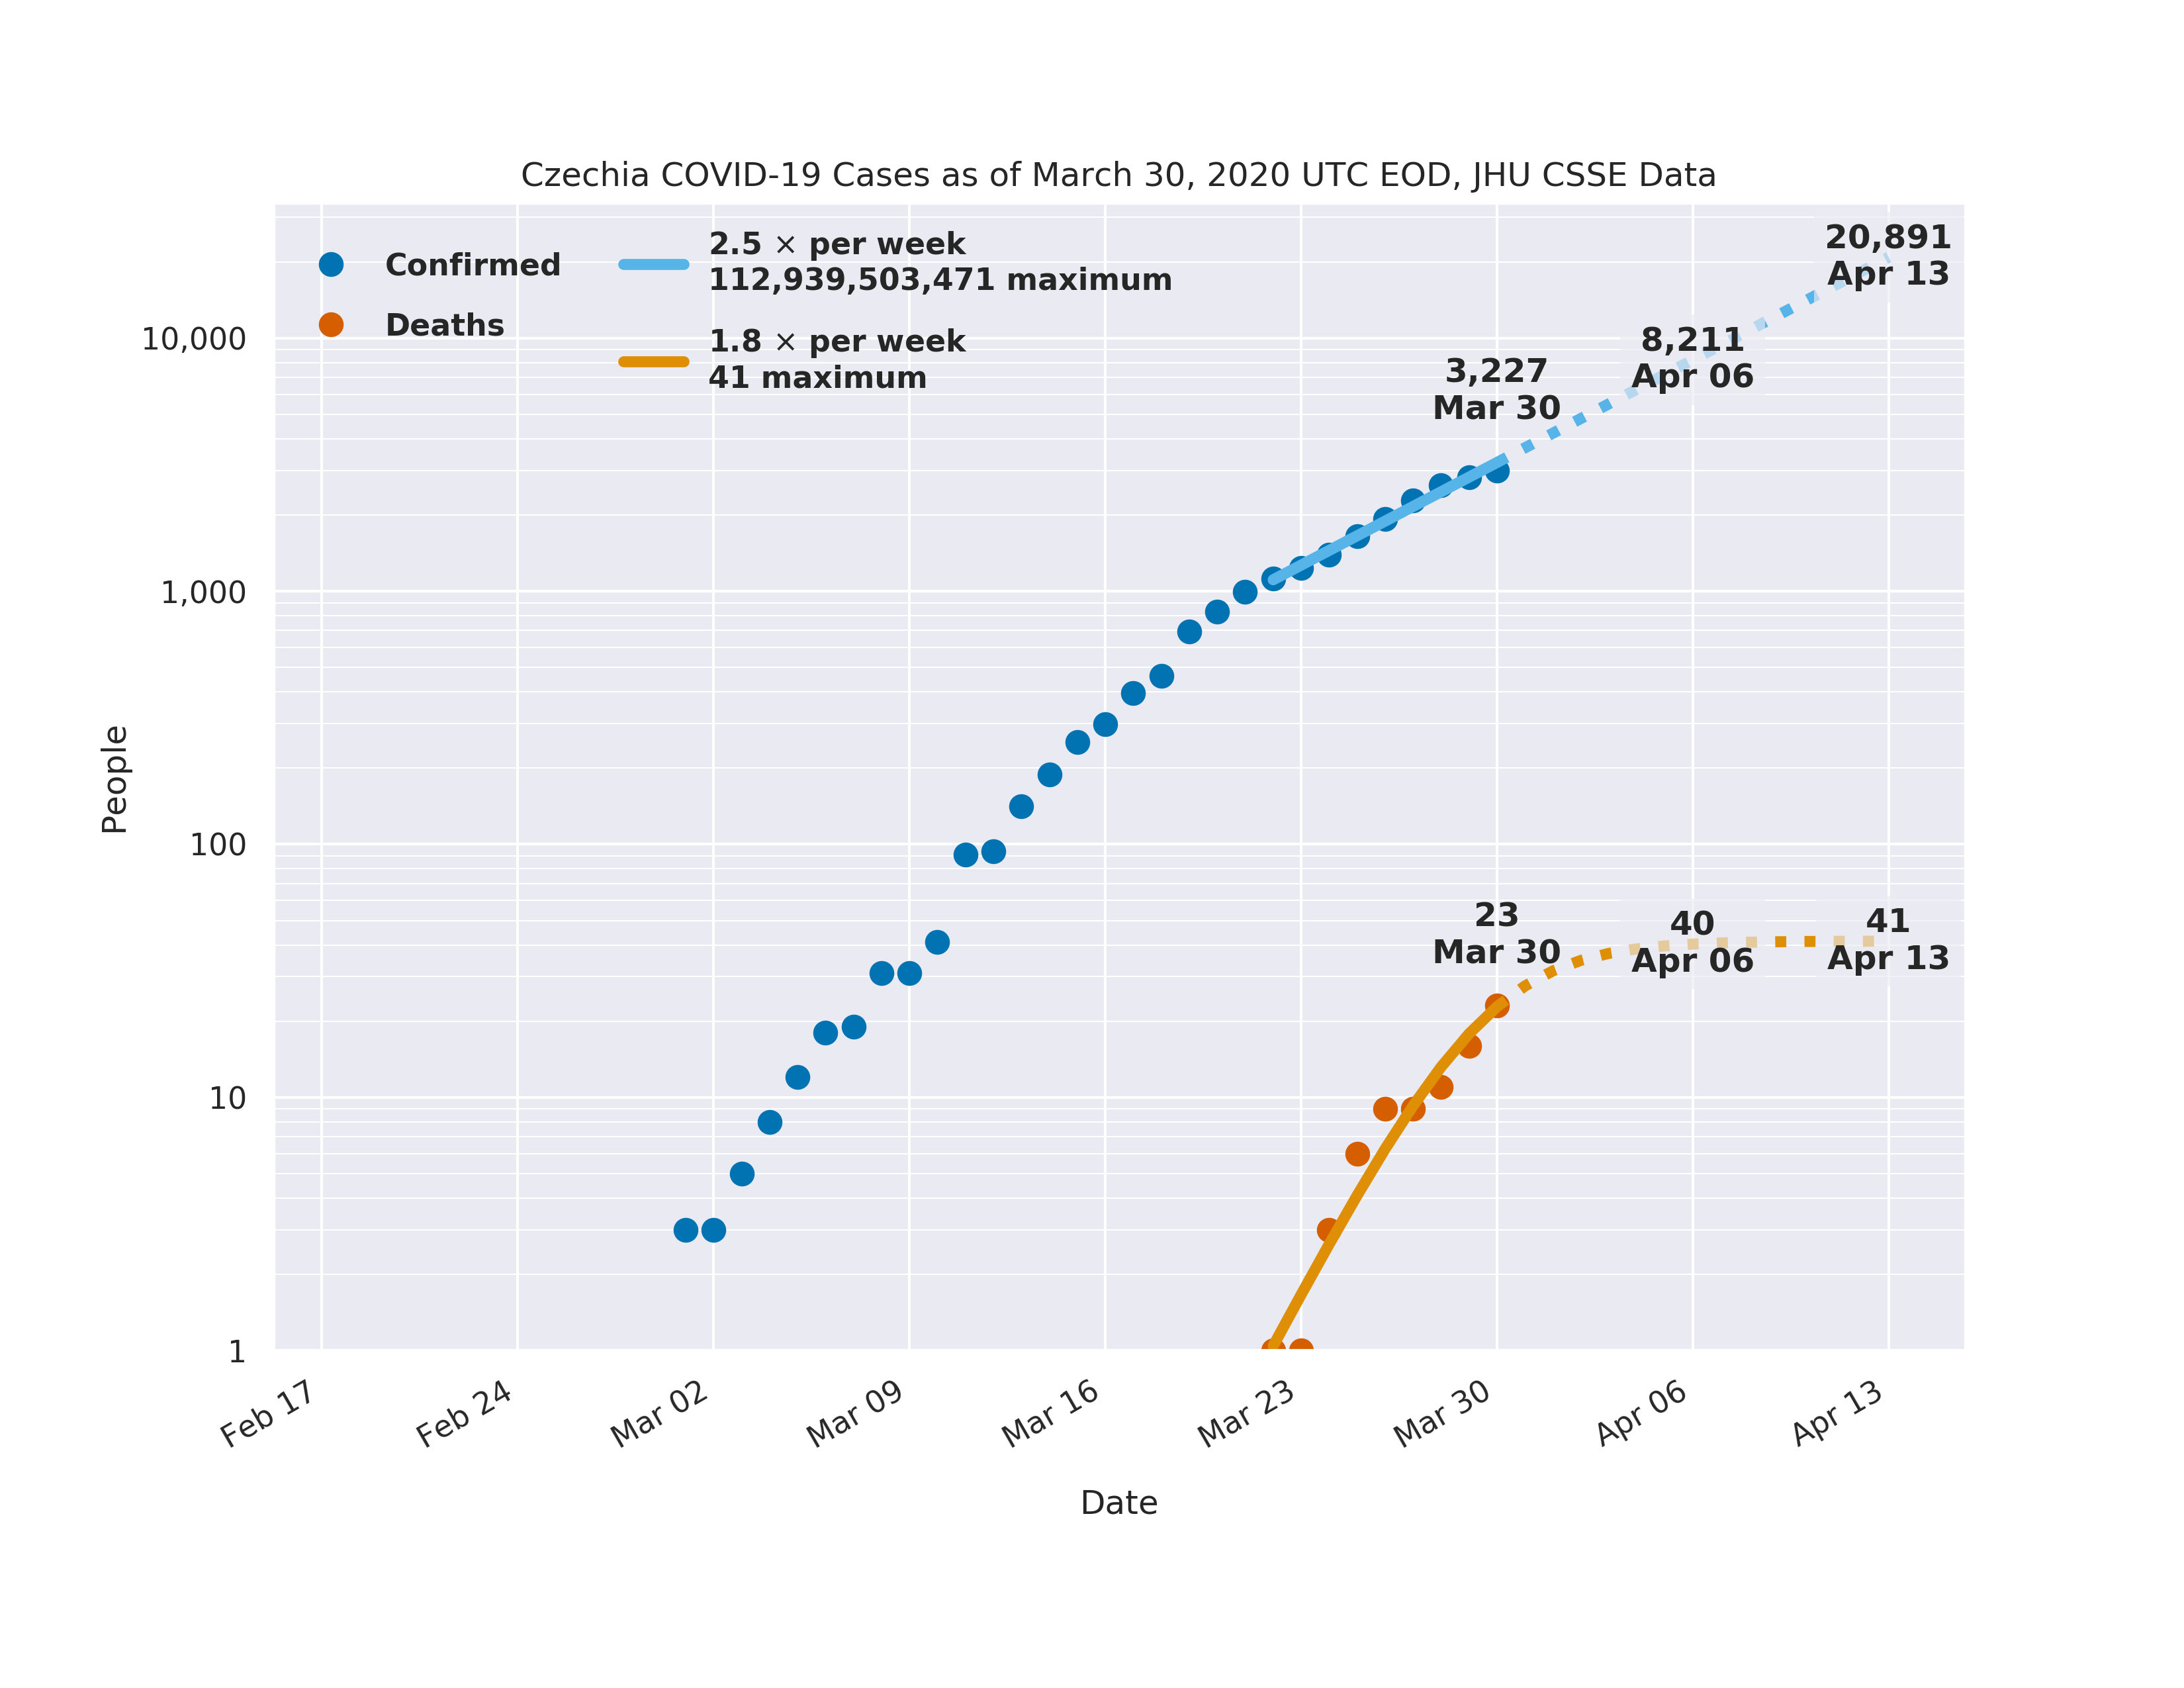 Czechia COVID-19 Cases as of March 30, 2020 UTC EOD, JHU CSSE Data
Confirmed
Deaths
2.5 × per week
112,939,503,471 maximum
1.8 × per week
41 maximum
20,891
Apr 13
8,211
Apr 06
3,227
Mar 30
23
Mar 30
40
Apr 06
41
Apr 13
People
10,000
1,000
100
10
1
Feb 17
Feb 24
Mar 02
Mar 09
Mar 16
Mar 23
Mar 30
Apr 06
Apr 13
Date